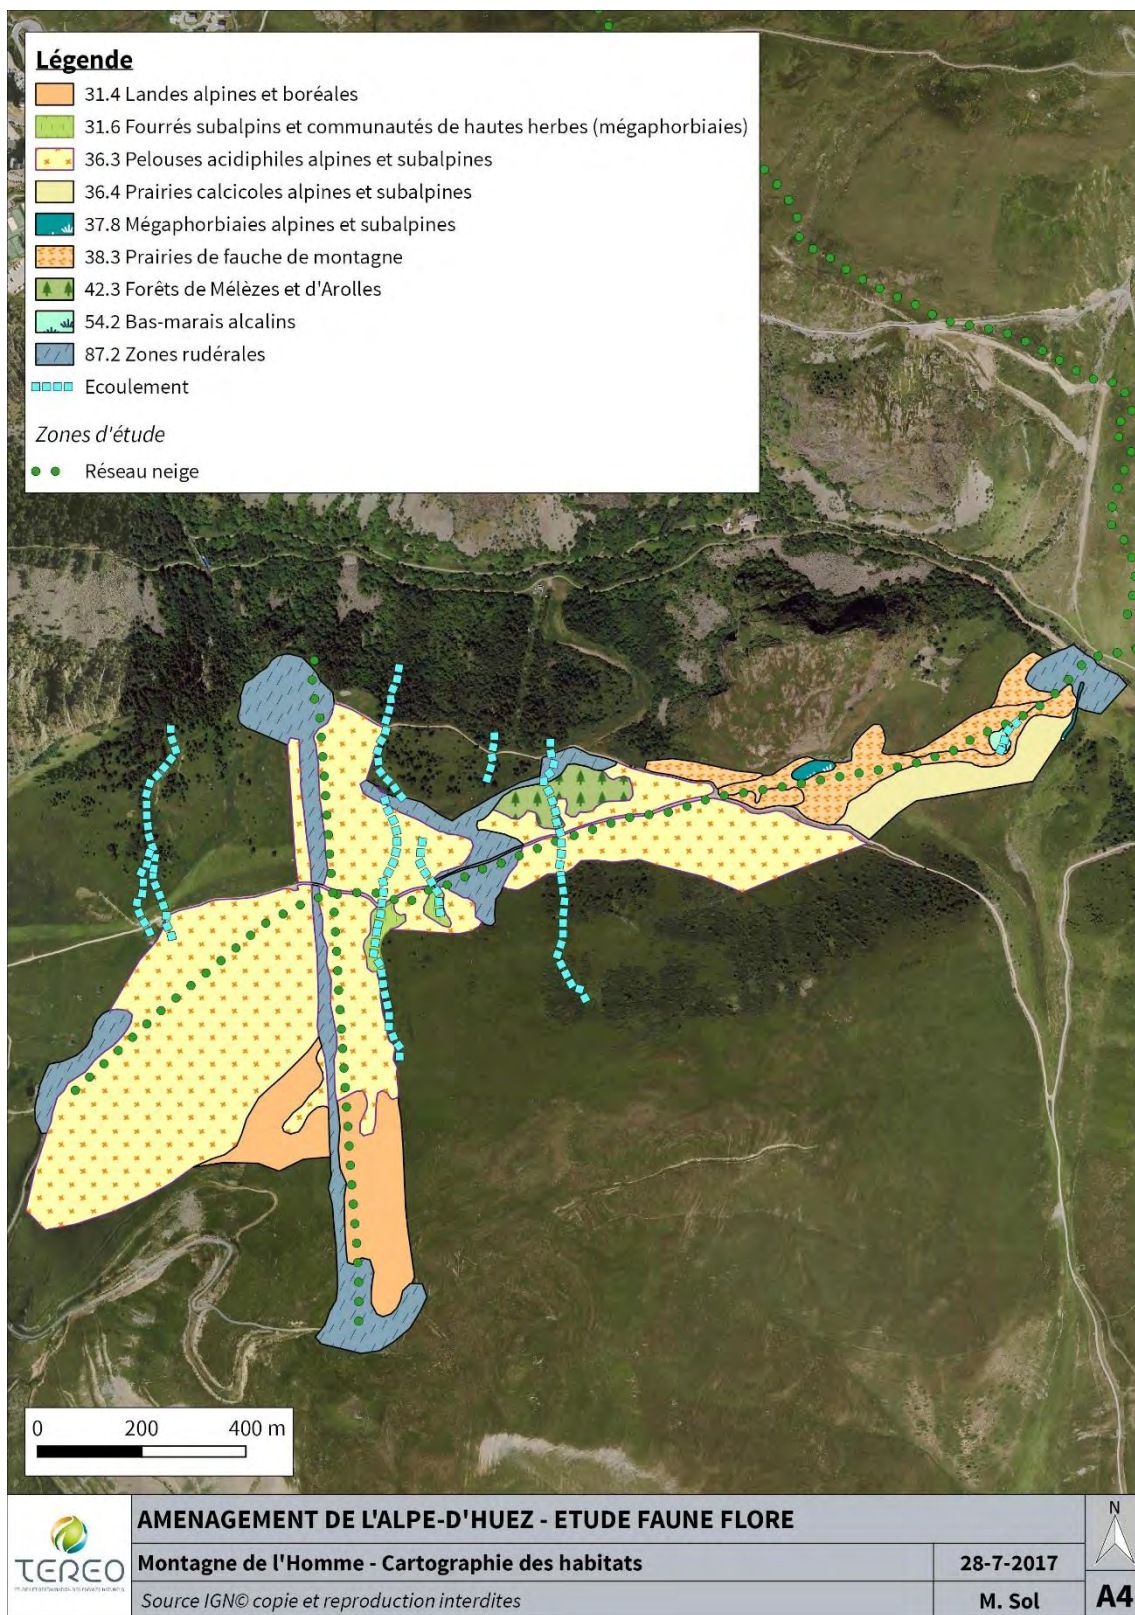 Légende
31.4 Landes alpines et boréales
31.6 Fourrés subalpins et communautés de hautes herbes (mégaphorbiaies)
36.3 Pelouses acidiphiles alpines et subalpines
36.4 Prairies calcicoles alpines et subalpines
37.8 Mégaphorbiaies alpines et subalpines
38.3 Prairies de fauche de montagne
42.3 Forêts de Mélèzes et d'Arolles
54.2 Bas-marais alcalins
87.2 Zones rudérales
Ecoulement
Zones d'étude
Réseau neige
0 200 400 m
AMENAGEMENT DE L'ALPE-D'HUEZ - ETUDE FAUNE FLORE
N
Montagne de l'Homme - Cartographie des habitats
28-7-2017
TEREO
Source IGN© copie et reproduction interdites
M. Sol
A4